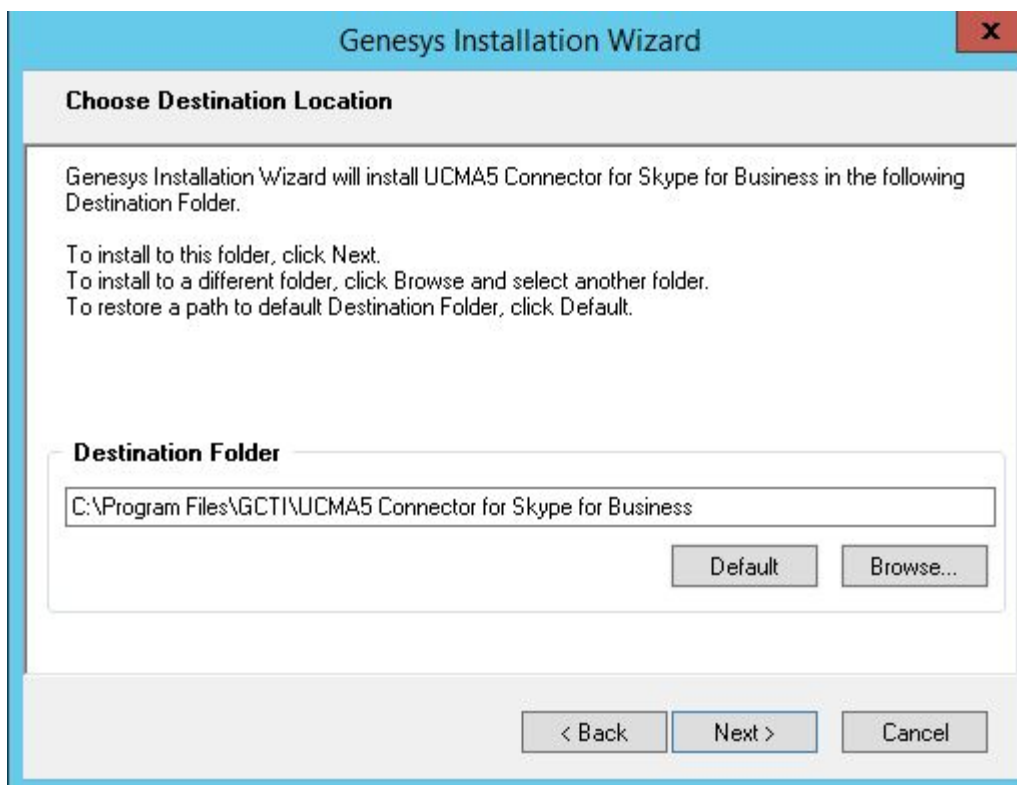 Genesys Installation Wizard
x
Choose Destination Location
Genesys Installation Wizard will install UCMA5 Connector for Skype for Business in the following
Destination Folder.
To install to this folder, click Next.
To install to a different folder, click Browse and select another folder.
To restore a path to default Destination Folder, click Default.
Destination Folder
C:\Program Files\GCTI\UCMA5 Connector for Skype for Business
Default Browse...
< Back Next > Cancel